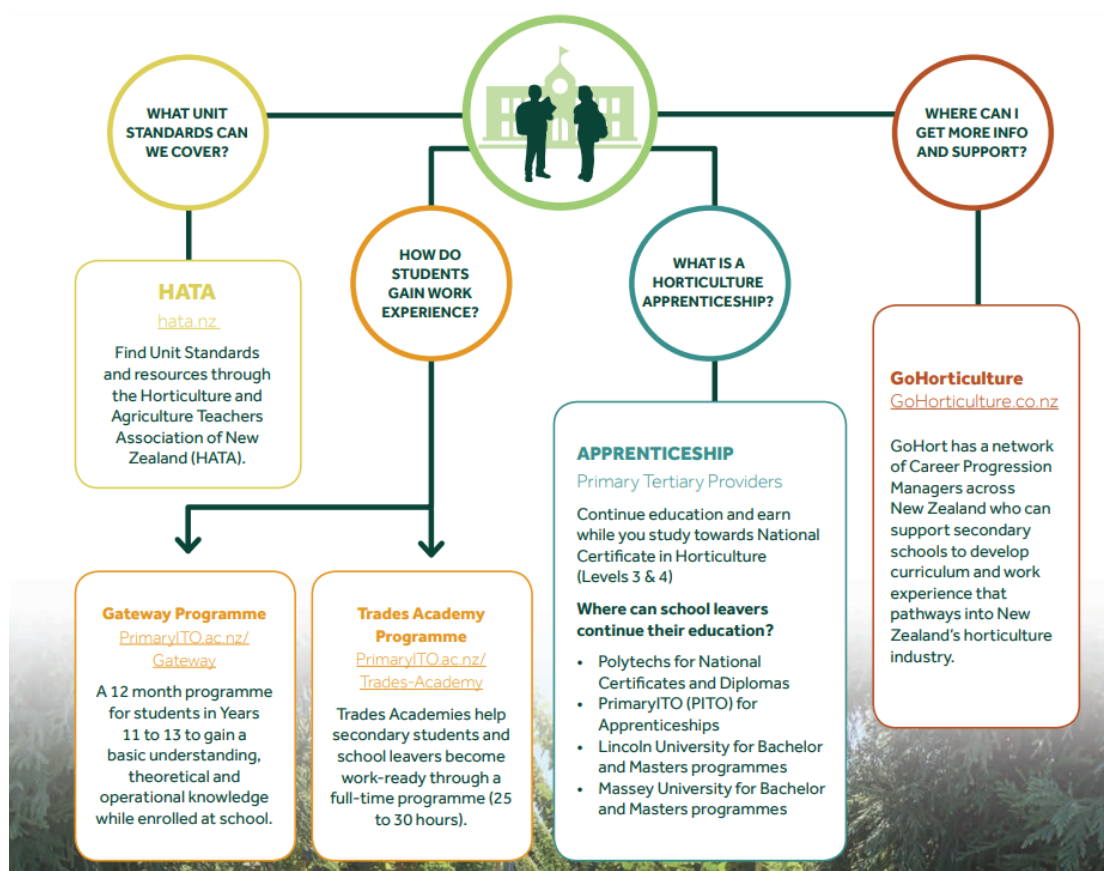 WHAT UNIT
STANDARDS CAN
WE COVER?
HATA
hata.nz
Find Unit Standards
and resources through
the Horticulture and
Agriculture Teachers
Association of New
Zealand (HATA).
HOW DO
STUDENTS
GAIN WORK
EXPERIENCE?
Gateway Programme
PrimaryITO.ac.nz/
Gateway
A 12 month programme
for students in Years
11 to 13 to gain a
basic understanding,
theoretical and
operational knowledge
while enrolled at school.
Trades Academy
Programme
PrimaryITO.ac.nz/
Trades-Academy
Trades Academies help
secondary students and
school leavers become
work-ready through a
full-time programme (25
to 30 hours).
WHAT IS A
HORTICULTURE
APPRENTICESHIP?
APPRENTICESHIP
Primary Tertiary Providers
Continue education and earn
while you study towards National
Certificate in Horticulture
(Levels 3 & 4)
Where can school leavers
continue their education?
• Polytechs for National
Certificates and Diplomas
• PrimaryITO (PITO) for
Apprenticeships
• Lincoln University for Bachelor
and Masters programmes
• Massey University for Bachelor
and Masters programmes
WHERE CAN I
GET MORE INFO
AND SUPPORT?
GoHorticulture
GoHorticulture.co.nz
GoHort has a network
of Career Progression
Managers across
New Zealand who can
support secondary
schools to develop
curriculum and work
experience that
pathways into New
Zealand's horticulture
industry.